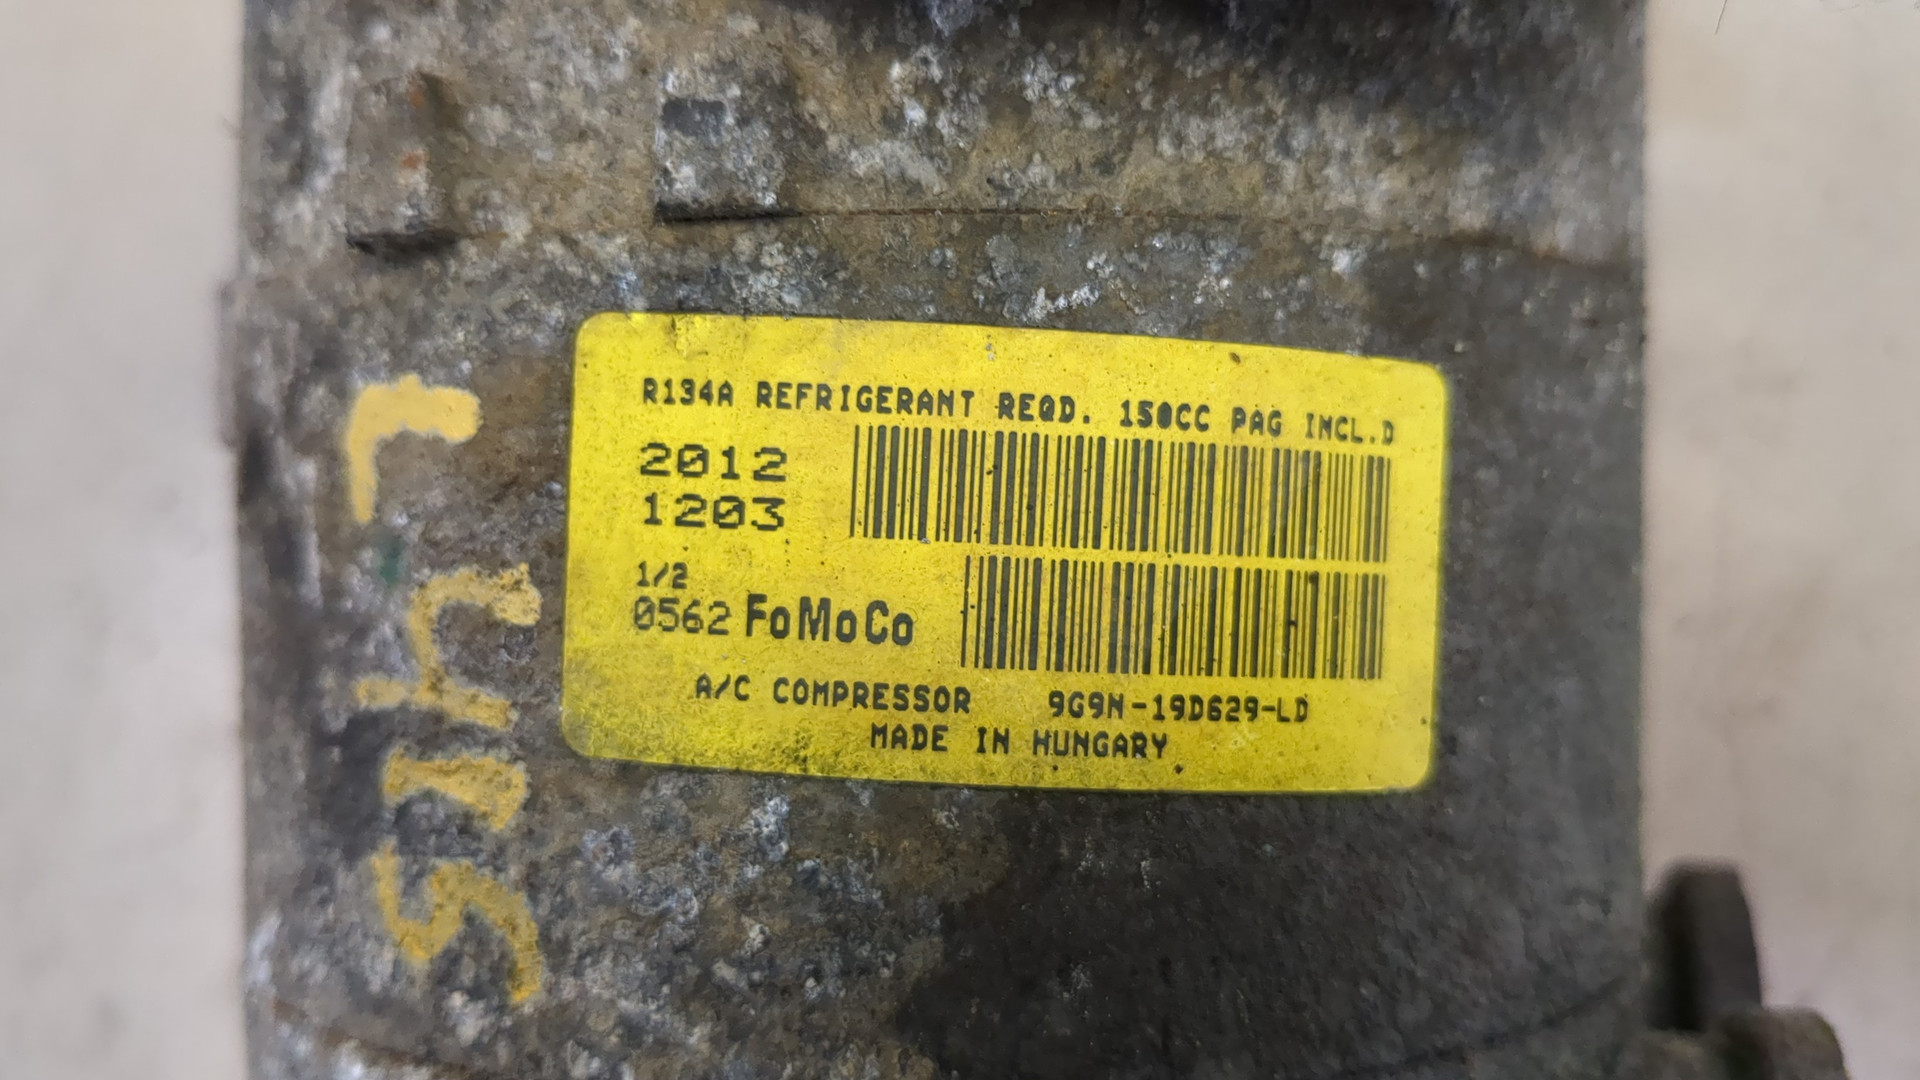 R134A REFRIGERANT REQD. 150CC PAG INCL.D
2012
1203
1/2
0562 FoMoCo
A/C COMPRESSOR 9G9N-19D629-LD
MADE IN HUNGARY